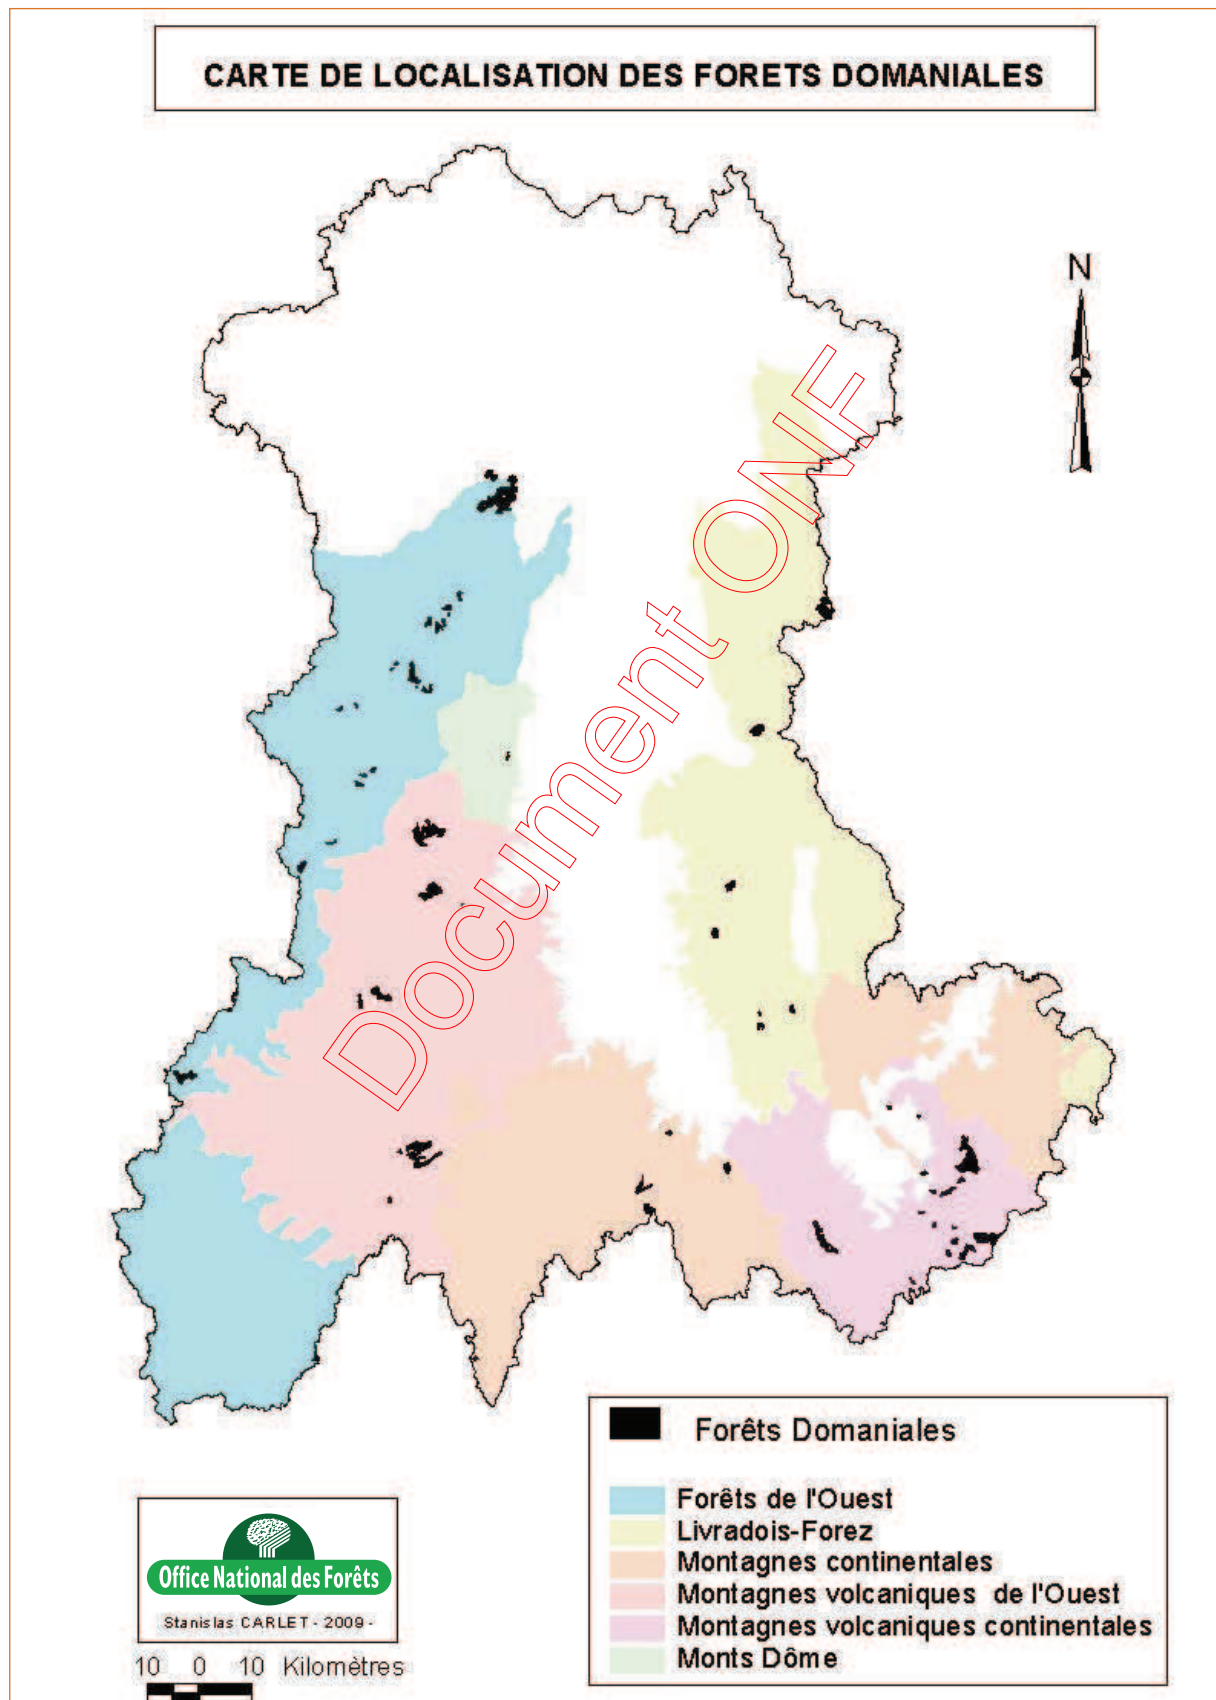 CARTE DE LOCALISATION DES FORETS DOMANIALES
N
Document ONF
Forêts Domaniales
Forêts de l'Ouest
Livradois-Forez
Montagnes continentales
Montagnes volcaniques de l'Ouest
Montagnes volcaniques continentales
Monts Dôme
Office National des Forêts
Stanislas CARLET - 2009 -
10 0 10 Kilomètres